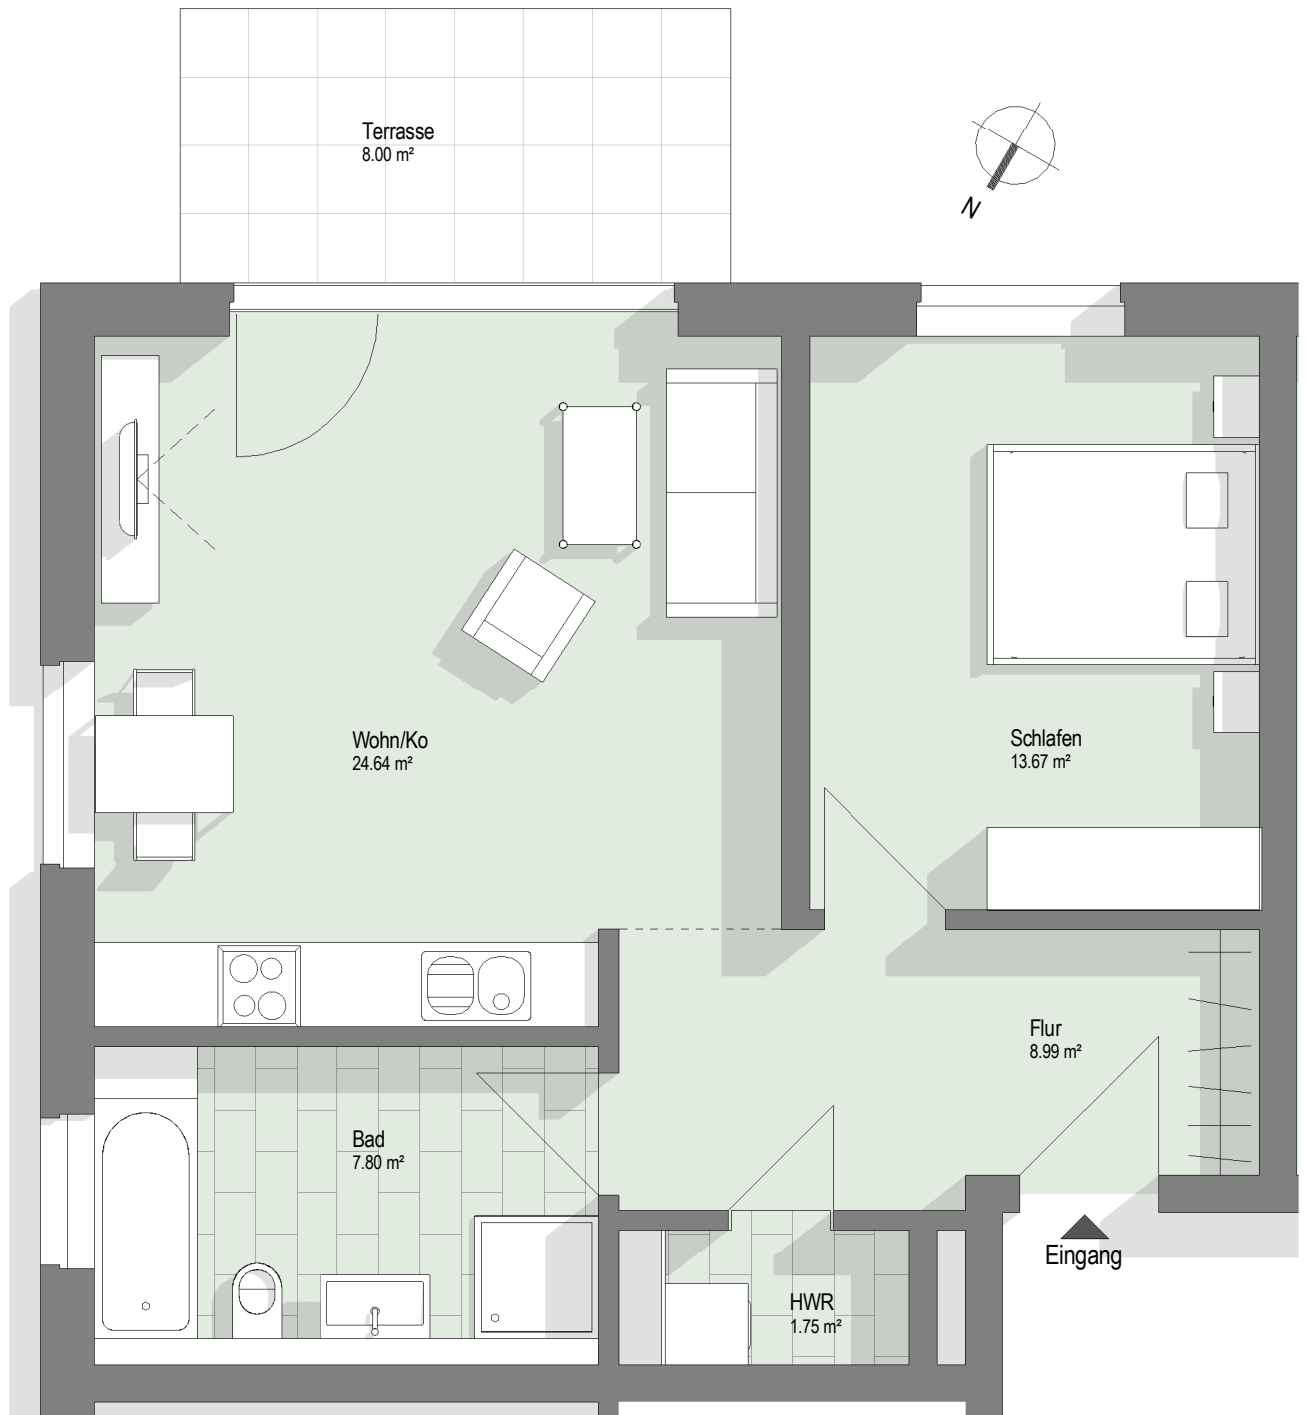 Terrasse
8.00 m²
N
Wohn/Ko
24.64 m²
Schlafen
13.67 m²
Flur
8.99 m²
Bad
7.80 m²
Eingang
HWR
1.75 m²